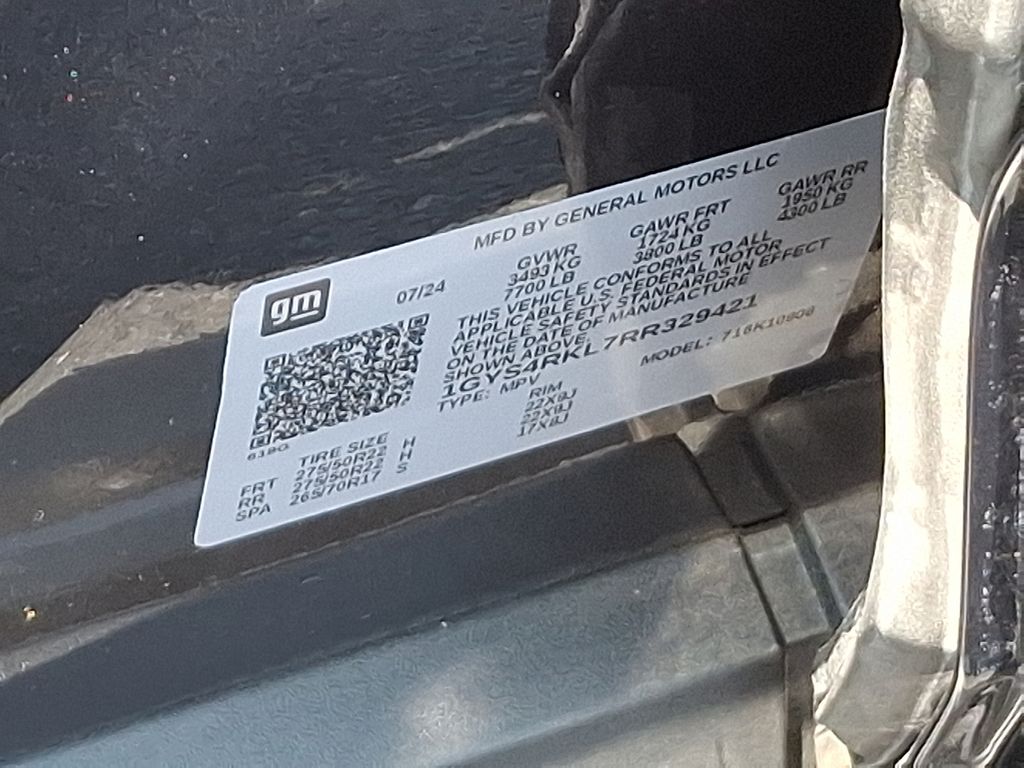 gm
07/24
MFD BY GENERAL MOTORS LLC
GVWR GAWR FRT GAWR RR
3493 KG 1724 KG 1950 KG
7700 LB 3800 LB 4300 LB
THIS VEHICLE CONFORMS TO ALL
APPLICABLE U.S. FEDERAL MOTOR
VEHICLE SAFETY STANDARDS IN EFFECT
ON THE DATE OF MANUFACTURE
SHOWN ABOVE.
1GYS4RKL7RR329421
TYPE: MPV MODEL:
TIRE SIZE RIM
FRT 275/50R22 H 22X9J
RR 275/50R22 H 22X9J
SPA 265/70R17 S 17X8J